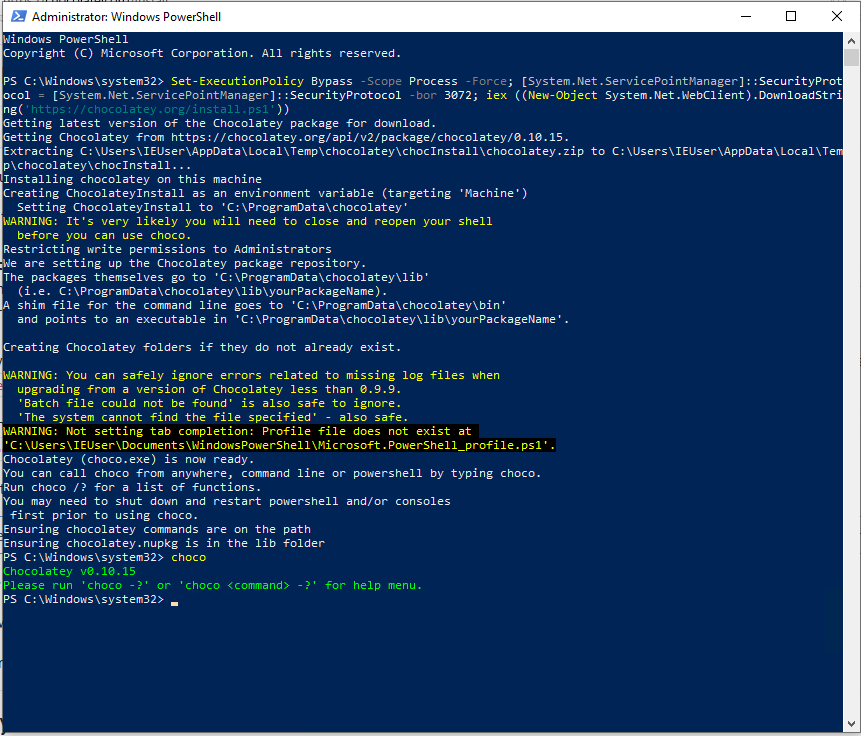 Administrator: Windows PowerShell
Windows PowerShell
Copyright (C) Microsoft Corporation. All rights reserved.
PS C:\Windows\system32> Set-ExecutionPolicy Bypass -Scope Process -Force; [System.Net.ServicePointManager]::SecurityProt
ocol = [System.Net.ServicePointManager]::SecurityProtocol -bor 3072; iex ((New-Object System.Net.WebClient).DownloadStri
ng('https://chocolatey.org/install.ps1'))
Getting latest version of the Chocolatey package for download.
Getting Chocolatey from https://chocolatey.org/api/v2/package/chocolatey/0.10.15.
Extracting C:\Users\IEUser\AppData\Local\Temp\chocolatey\chocInstall\chocolatey.zip to C:\Users\IEUser\AppData\Local\Tem
p\chocolatey\chocInstall...
Installing chocolatey on this machine
Creating ChocolateyInstall as an environment variable (targeting 'Machine')
  Setting ChocolateyInstall to 'C:\ProgramData\chocolatey'
WARNING: It's very likely you will need to close and reopen your shell
  before you can use choco.
Restricting write permissions to Administrators
We are setting up the Chocolatey package repository.
The packages themselves go to 'C:\ProgramData\chocolatey\lib'
  (i.e. C:\ProgramData\chocolatey\lib\yourPackageName).
A shim file for the command line goes to 'C:\ProgramData\chocolatey\bin'
  and points to an executable in 'C:\ProgramData\chocolatey\lib\yourPackageName'.
Creating Chocolatey folders if they do not already exist.
WARNING: You can safely ignore errors related to missing log files when
  upgrading from a version of Chocolatey less than 0.9.9.
  'Batch file could not be found' is also safe to ignore.
  'The system cannot find the file specified' - also safe.
WARNING: Not setting tab completion: Profile file does not exist at
'C:\Users\IEUser\Documents\WindowsPowerShell\Microsoft.PowerShell_profile.ps1'.
Chocolatey (choco.exe) is now ready.
You can call choco from anywhere, command line or powershell by typing choco.
Run choco /? for a list of functions.
You may need to shut down and restart powershell and/or consoles
 first prior to using choco.
Ensuring chocolatey commands are on the path
Ensuring chocolatey.nupkg is in the lib folder
PS C:\Windows\system32> choco
Chocolatey v0.10.15
Please run 'choco -?' or 'choco <command> -?' for help menu.
PS C:\Windows\system32>